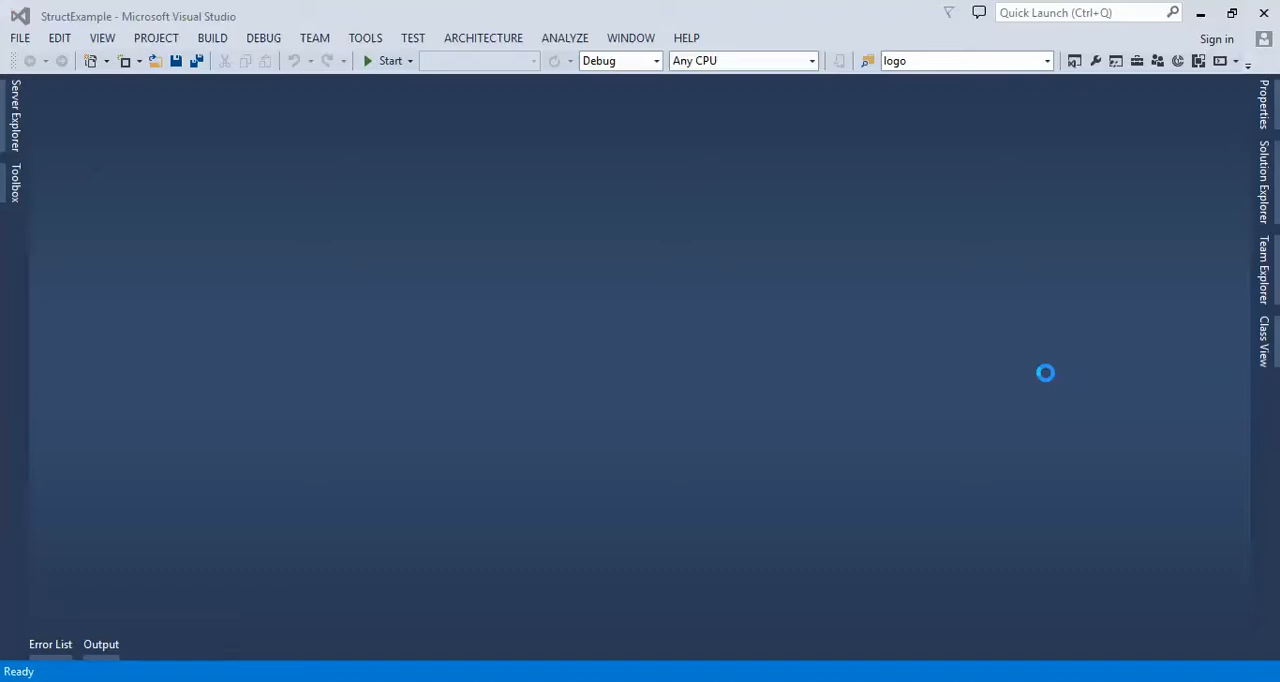 StructExample - Microsoft Visual Studio
Quick Launch (Ctrl+Q)
FILE EDIT VIEW PROJECT BUILD DEBUG TEAM TOOLS TEST ARCHITECTURE ANALYZE WINDOW HELP
Sign in
Start Debug Any CPU logo
Server Explorer
Toolbox
Properties
Solution Explorer
Team Explorer
Class View
Error List Output
Ready